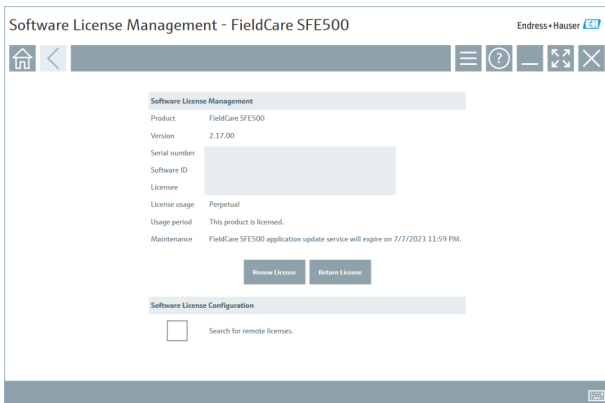 Software License Management - FieldCare SFE500
Endress+Hauser EH
?
Software License Management
Product FieldCare SFE500
Version 2.17.00
Serial number
Software ID
Licensee
License usage Perpetual
Usage period This product is licensed.
Maintenance FieldCare SFE500 application update service will expire on 7/7/2023 11:59 PM.
Renew License Return License
Software License Configuration
Search for remote licenses.